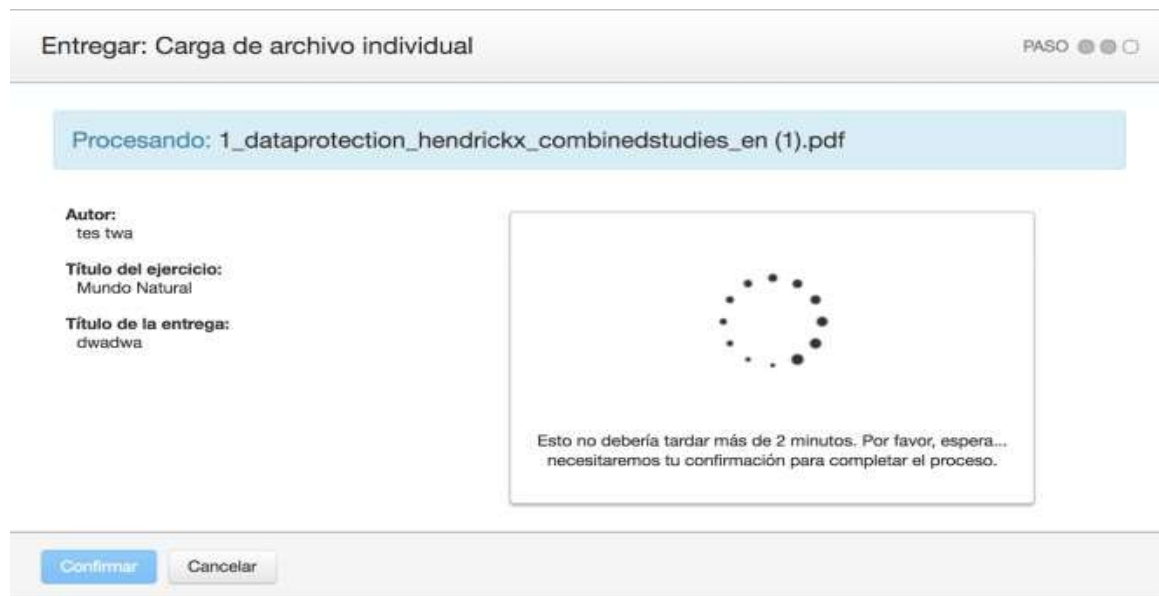 Entregar: Carga de archivo individual
PASO
Procesando: 1_dataprotection_hendrickx_combinedstudies_en (1).pdf
Autor:
tes twa
Título del ejercicio:
Mundo Natural
Título de la entrega:
dwadwa
Esto no debería tardar más de 2 minutos. Por favor, espera...
necesitaremos tu confirmación para completar el proceso.
Confirmar
Cancelar